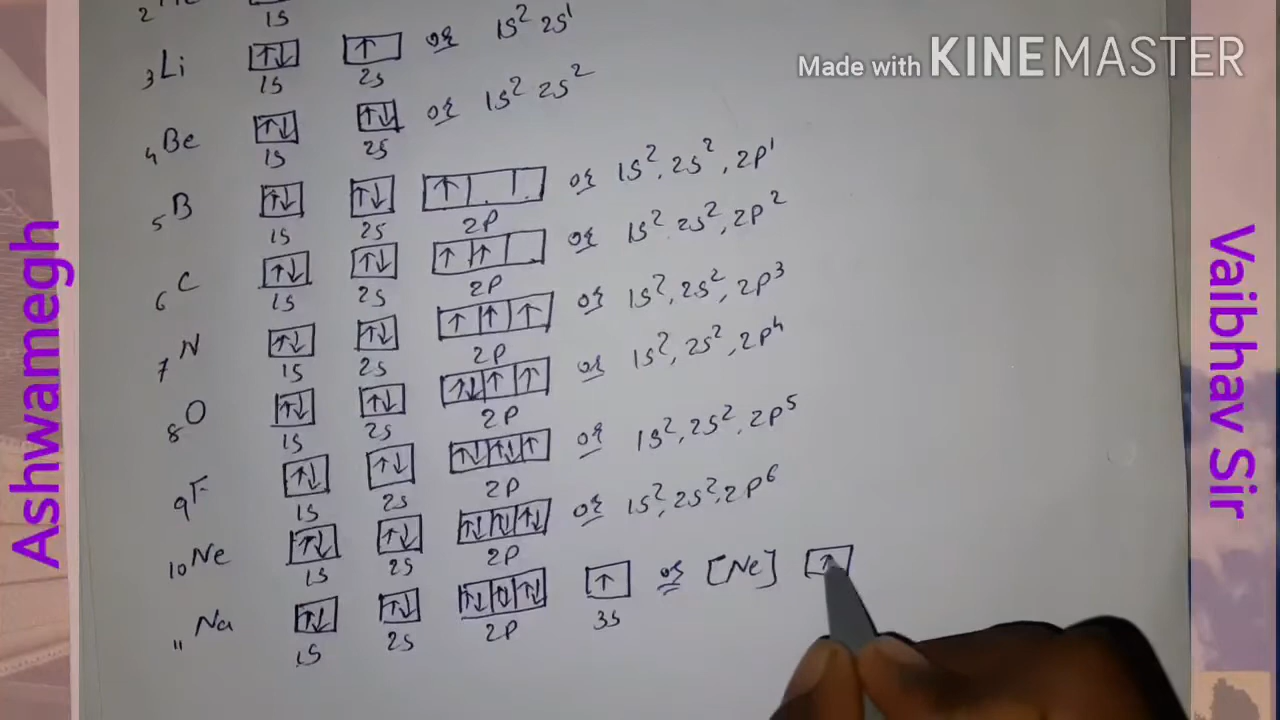 Made with KINEMASTER
Ashwamegh
Vaibhav Sir
1s
₃Li ↑↓ ↑ or 1s² 2s¹
1s 2s
₄Be ↑↓ ↑↓ or 1s² 2s²
1s 2s
₅B ↑↓ ↑↓ ↑ or 1s², 2s², 2p¹
1s 2s 2p
₆C ↑↓ ↑↓ ↑ ↑ or 1s² 2s², 2p²
1s 2s 2p
₇N ↑↓ ↑↓ ↑ ↑ ↑ or 1s², 2s², 2p³
1s 2s 2p
₈O ↑↓ ↑↓ ↑↓ ↑ ↑ or 1s², 2s², 2p⁴
1s 2s 2p
₉F ↑↓ ↑↓ ↑↓ ↑↓ ↑ or 1s², 2s², 2p⁵
1s 2s 2p
₁₀Ne ↑↓ ↑↓ ↑↓ ↑↓ ↑↓ or 1s², 2s², 2p⁶
1s 2s 2p
₁₁Na ↑↓ ↑↓ ↑↓ ↑↓ ↑↓ ↑ or [Ne] ↑
1s 2s 2p 3s